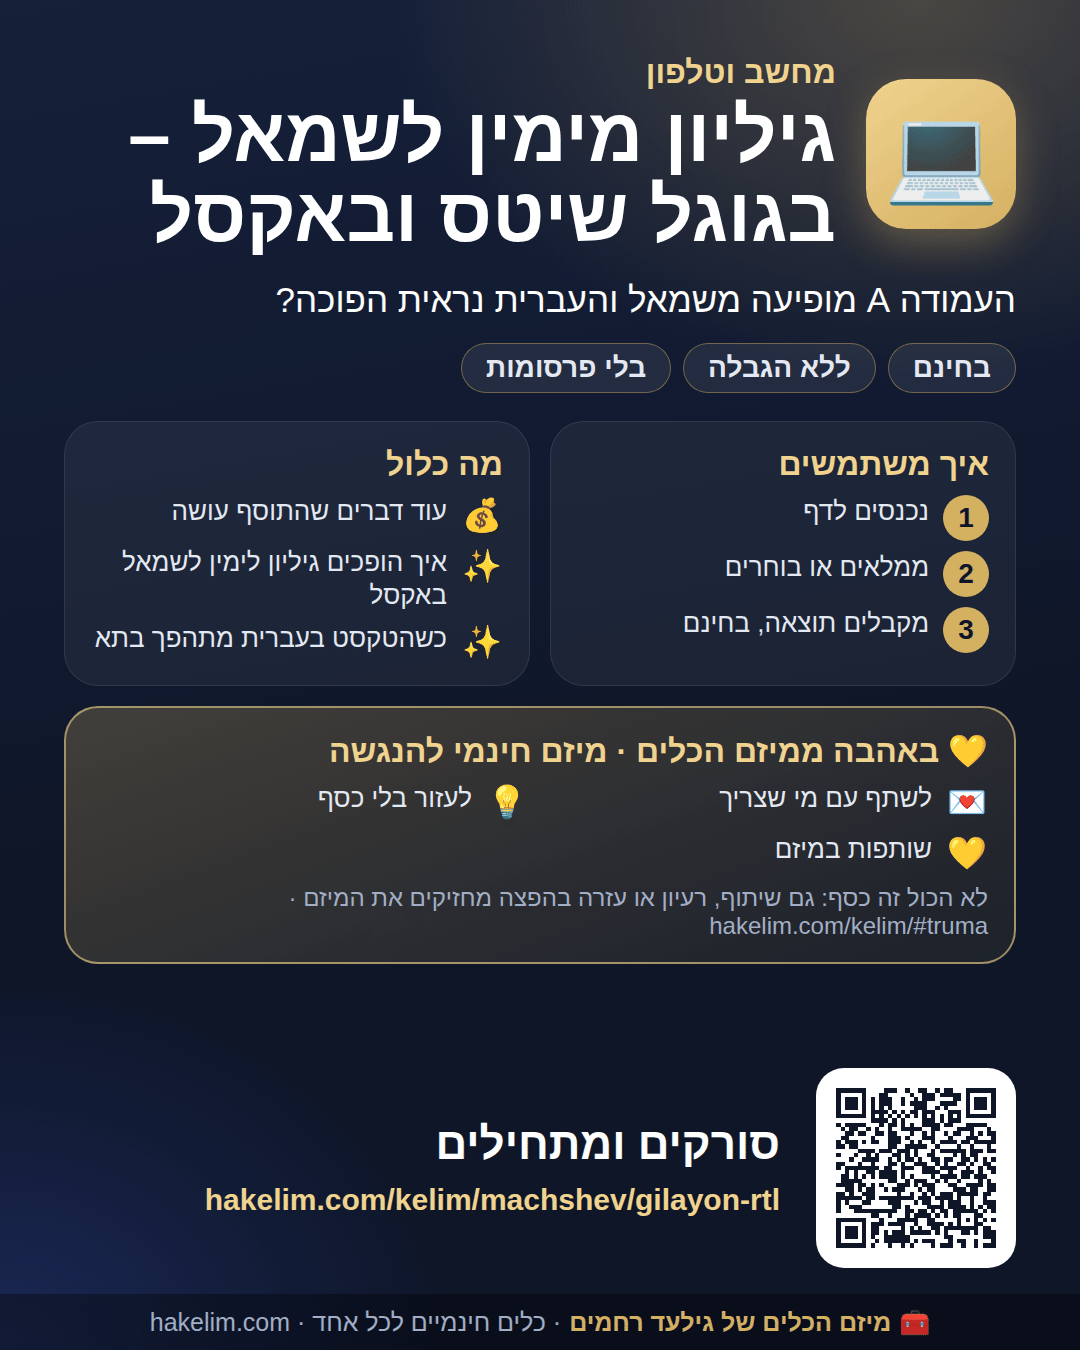 מחשב וטלפון
גיליון מימין לשמאל –
בגוגל שיטס ובאקסל
העמודה A מופיעה משמאל והעברית נראית הפוכה?
בחינם
ללא הגבלה
בלי פרסומות
איך משתמשים
1 נכנסים לדף
2 ממלאים או בוחרים
3 מקבלים תוצאה, בחינם
מה כלול
עוד דברים שהתוסף עושה
איך הופכים גיליון לימין לשמאל
באקסל
כשהטקסט בעברית מתהפך בתא
💛 באהבה ממיזם הכלים · מיזם חינמי להנגשה
לשתף עם מי שצריך
לעזור בלי כסף
שותפות במיזם
לא הכול זה כסף: גם שיתוף, רעיון או עזרה בהפצה מחזיקים את המיזם ·
hakelim.com/kelim/#truma
סורקים ומתחילים
hakelim.com/kelim/machshev/gilayon-rtl
🧰 מיזם הכלים של גילעד רחמים · כלים חינמיים לכל אחד · hakelim.com